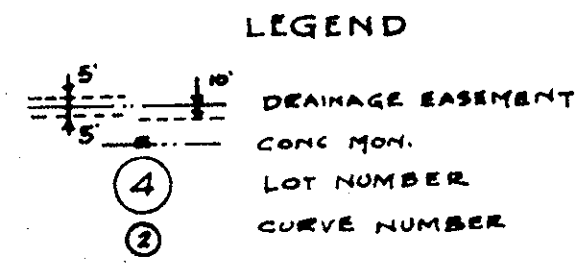 LEGEND
5' 10'
DRAINAGE EASEMENT
5'
CONC MON.
4 LOT NUMBER
2 CURVE NUMBER